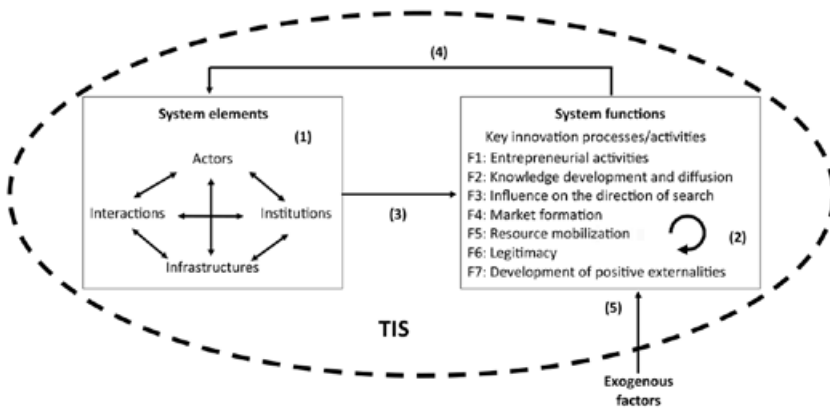 (4)
System elements
(1)
Actors
Interactions
Institutions
Infrastructures
(3)
System functions
Key innovation processes/activities
F1: Entrepreneurial activities
F2: Knowledge development and diffusion
F3: Influence on the direction of search
F4: Market formation
F5: Resource mobilization
(2)
F6: Legitimacy
F7: Development of positive externalities
(5)
TIS
Exogenous
factors